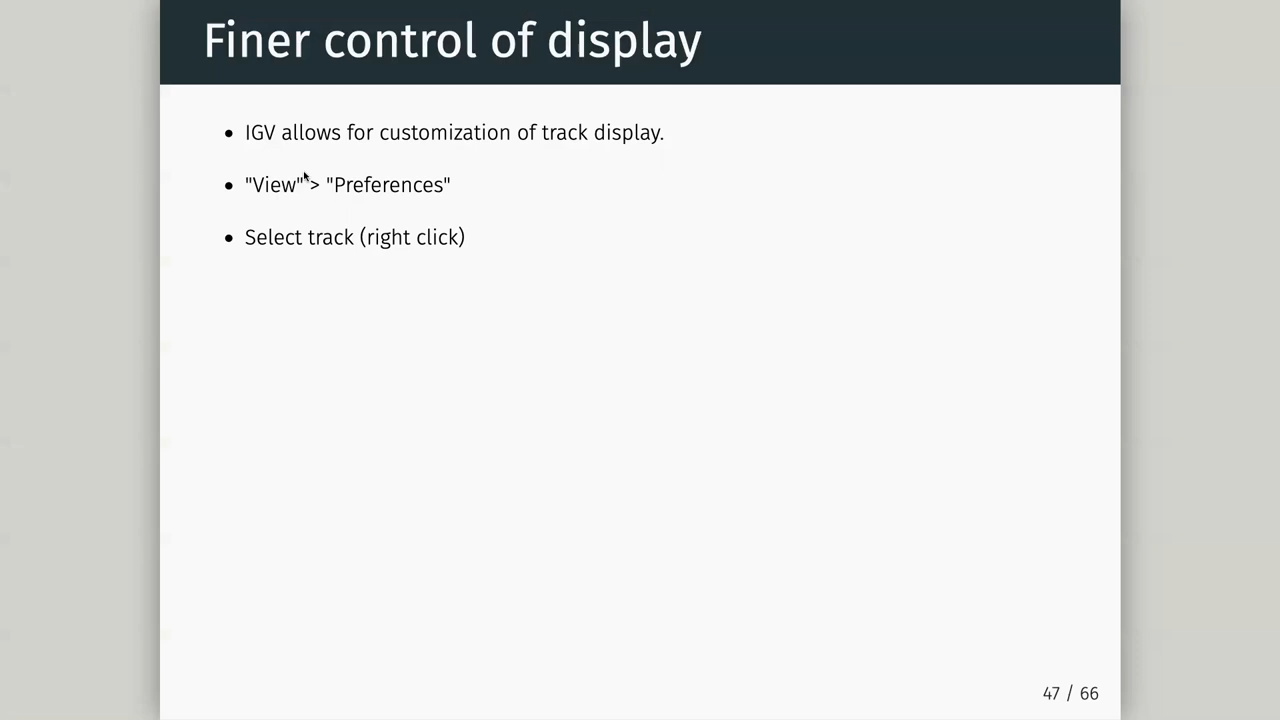 Finer control of display
• IGV allows for customization of track display.
• "View" > "Preferences"
• Select track (right click)
47 / 66